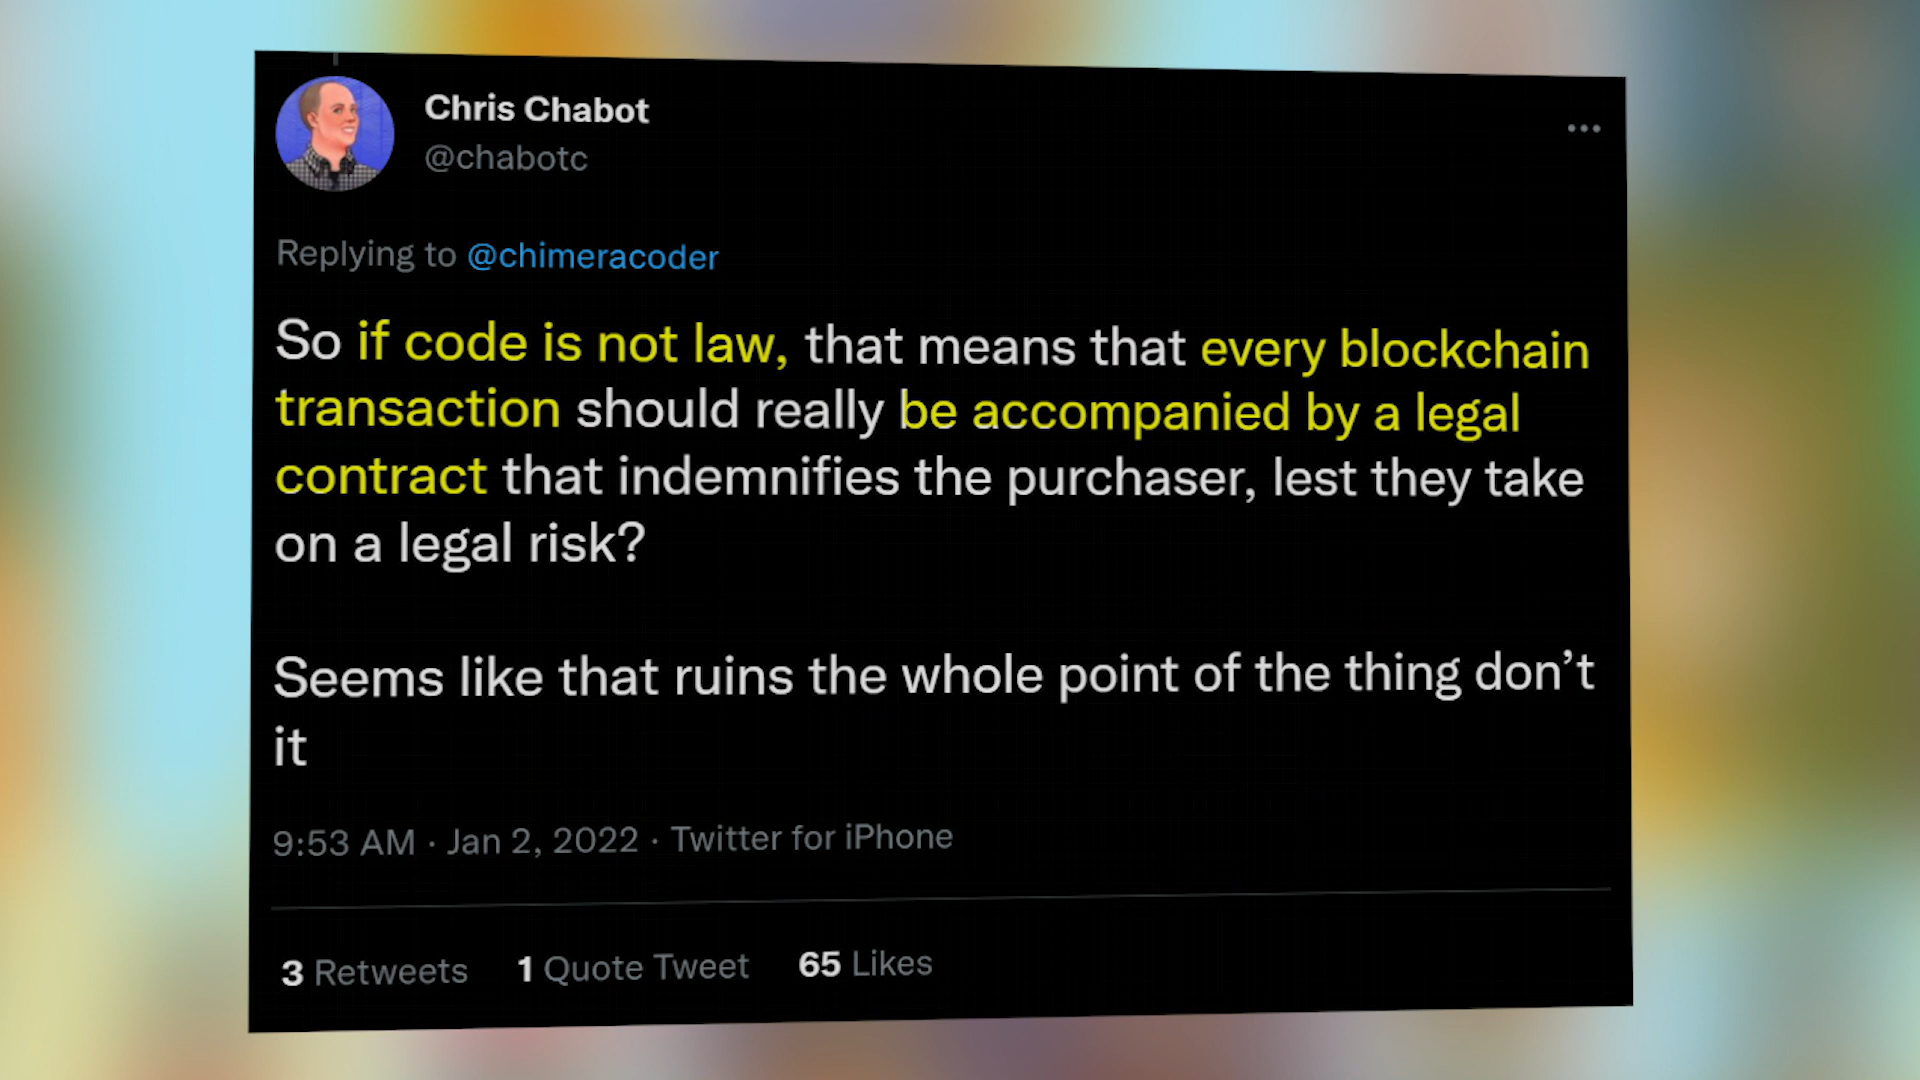 Chris Chabot
@chabotc
Replying to @chimeracoder
So if code is not law, that means that every blockchain
transaction should really be accompanied by a legal
contract that indemnifies the purchaser, lest they take
on a legal risk?
Seems like that ruins the whole point of the thing don’t
it
9:53 AM · Jan 2, 2022 · Twitter for iPhone
3 Retweets 1 Quote Tweet 65 Likes